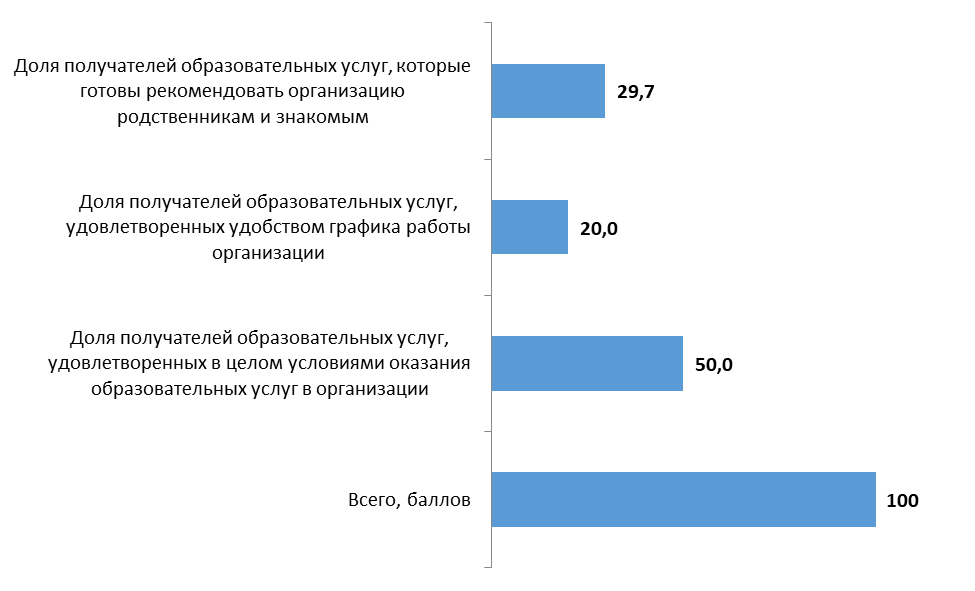 Доля получателей образовательных услуг, которые
готовы рекомендовать организацию
родственникам и знакомым
29,7
Доля получателей образовательных услуг,
удовлетворенных удобством графика работы
организации
20,0
Доля получателей образовательных услуг,
удовлетворенных в целом условиями оказания
образовательных услуг в организации
50,0
Всего, баллов
100